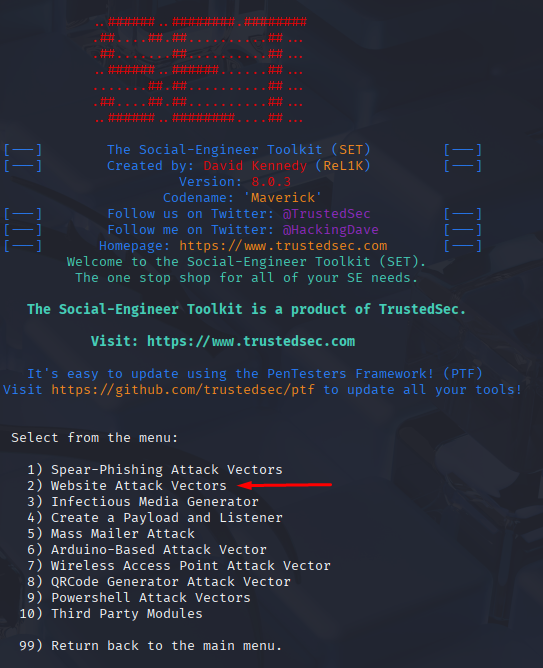 ..######..########.########
.##....##.##..........##...
.##.......##..........##...
..######..######......##...
.......##.##..........##...
.##....##.##..........##...
..######..########....##...
[---] The Social-Engineer Toolkit (SET) [---]
[---] Created by: David Kennedy (ReL1K) [---]
Version: 8.0.3
Codename: 'Maverick'
[---] Follow us on Twitter: @TrustedSec [---]
[---] Follow me on Twitter: @HackingDave [---]
[---] Homepage: https://www.trustedsec.com [---]
Welcome to the Social-Engineer Toolkit (SET).
The one stop shop for all of your SE needs.
The Social-Engineer Toolkit is a product of TrustedSec.
Visit: https://www.trustedsec.com
It's easy to update using the PenTesters Framework! (PTF)
Visit https://github.com/trustedsec/ptf to update all your tools!
Select from the menu:
1) Spear-Phishing Attack Vectors
2) Website Attack Vectors
3) Infectious Media Generator
4) Create a Payload and Listener
5) Mass Mailer Attack
6) Arduino-Based Attack Vector
7) Wireless Access Point Attack Vector
8) QRCode Generator Attack Vector
9) Powershell Attack Vectors
10) Third Party Modules
99) Return back to the main menu.